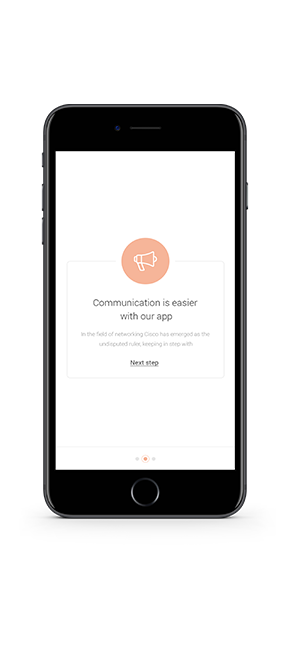 Communication is easier
with our app
In the field of networking Cisco has emerged as the
undisputed ruler, keeping in step with
Next step